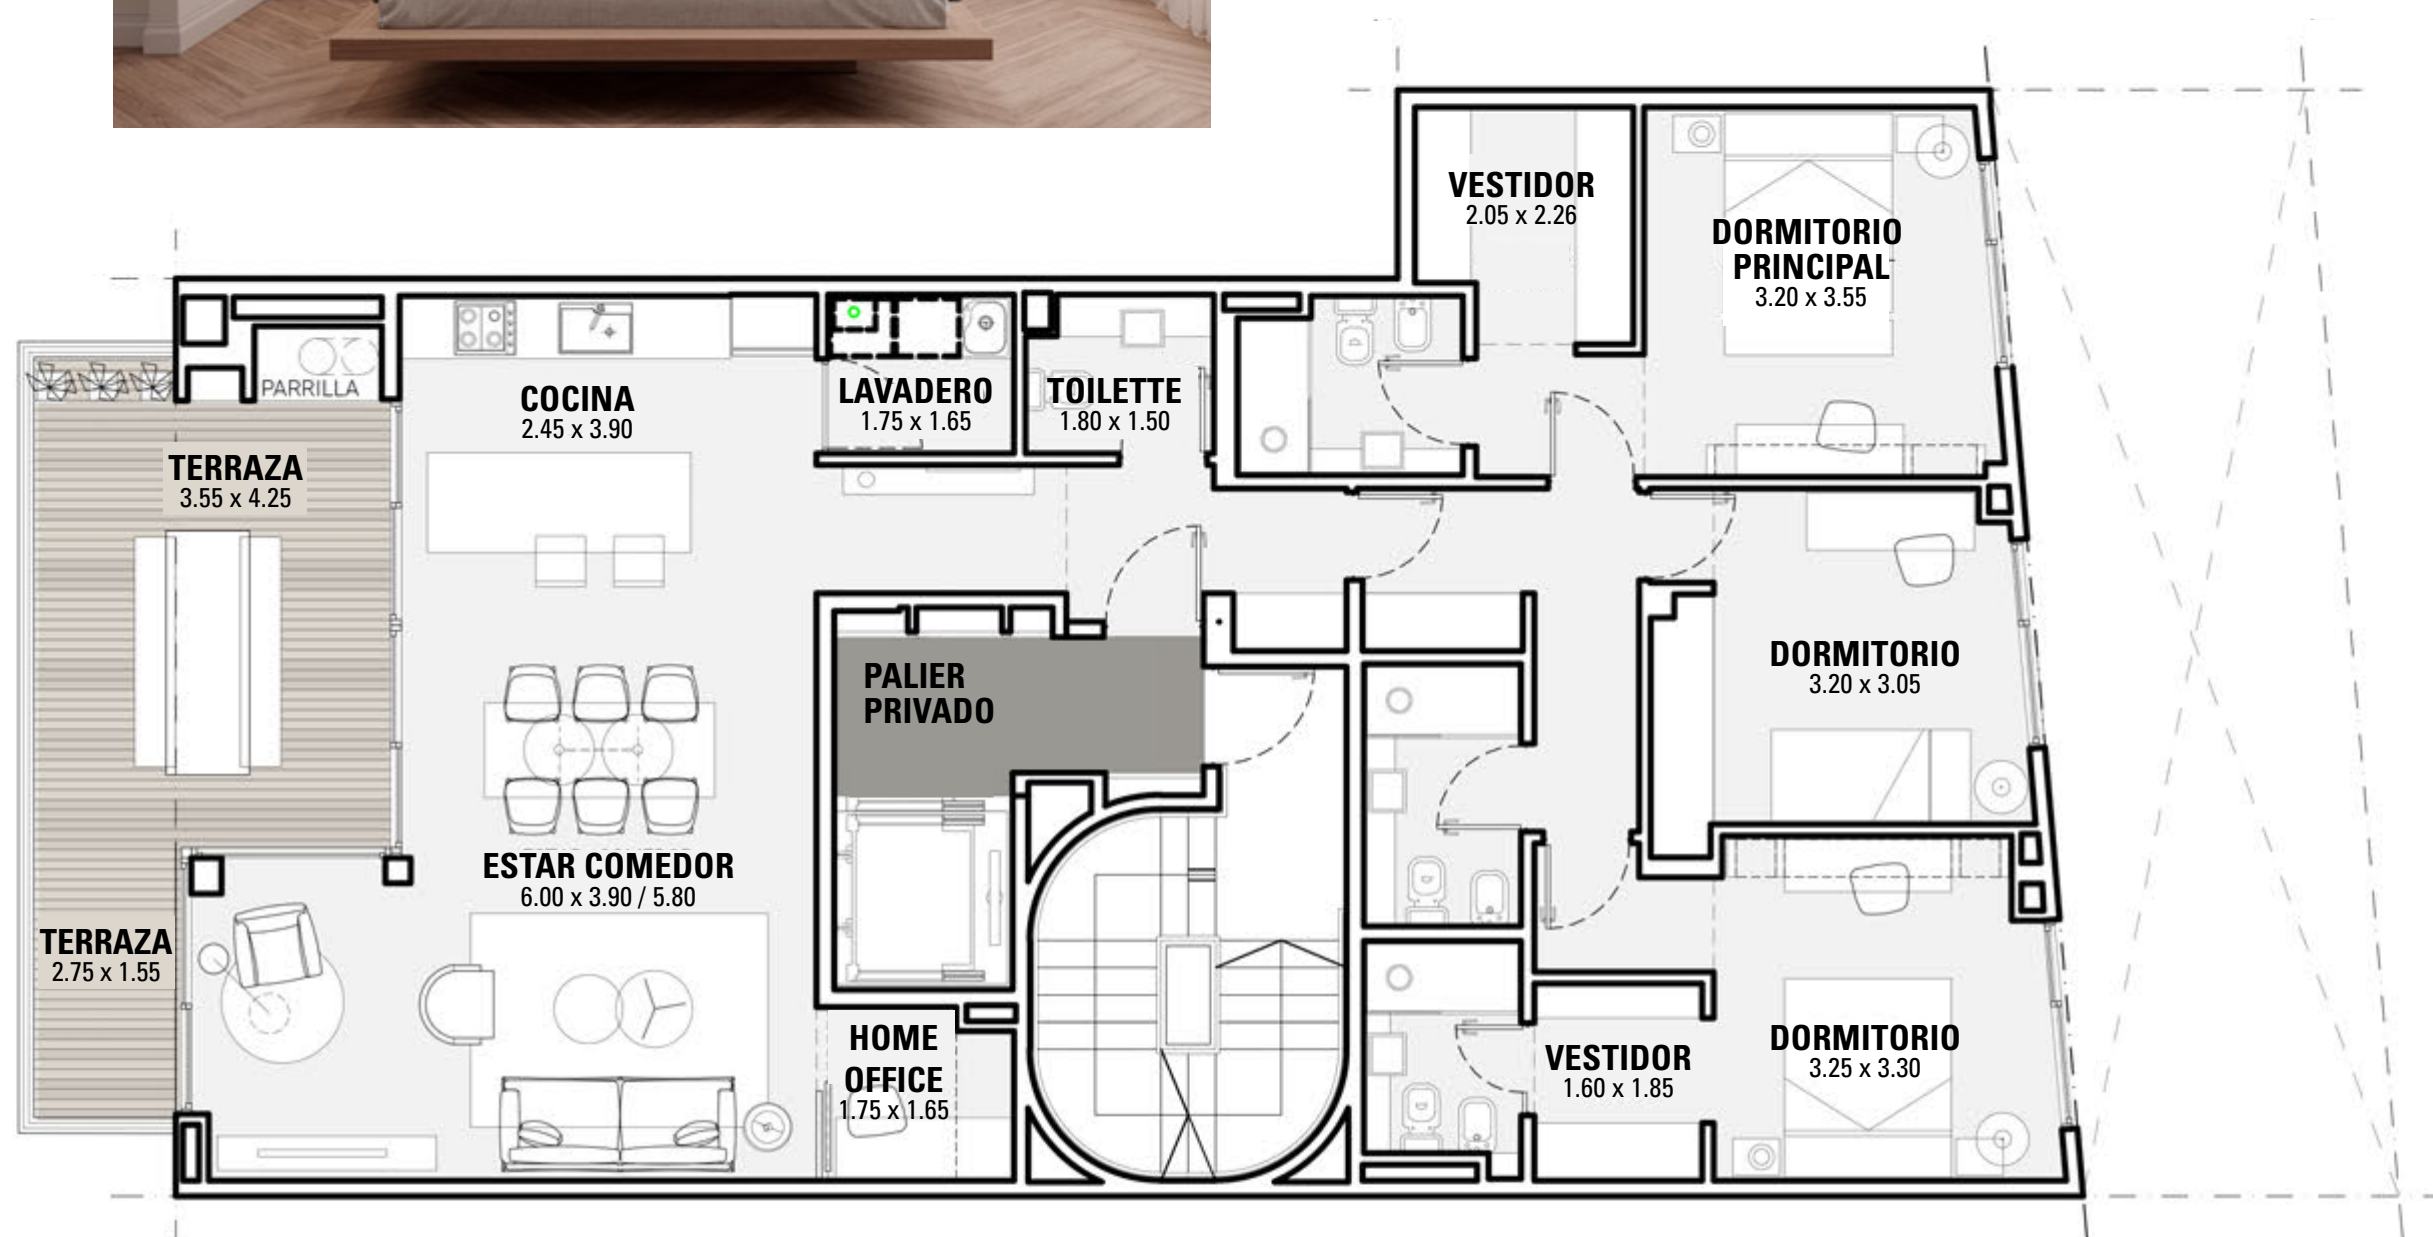 VESTIDOR
2.05 x 2.26
DORMITORIO
PRINCIPAL
3.20 x 3.55
PARRILLA
COCINA
2.45 x 3.90
LAVADERO
1.75 x 1.65
TOILETTE
1.80 x 1.50
TERRAZA
3.55 x 4.25
PALIER
PRIVADO
DORMITORIO
3.20 x 3.05
ESTAR COMEDOR
6.00 x 3.90 / 5.80
TERRAZA
2.75 x 1.55
HOME
OFFICE
1.75 x 1.65
VESTIDOR
1.60 x 1.85
DORMITORIO
3.25 x 3.30